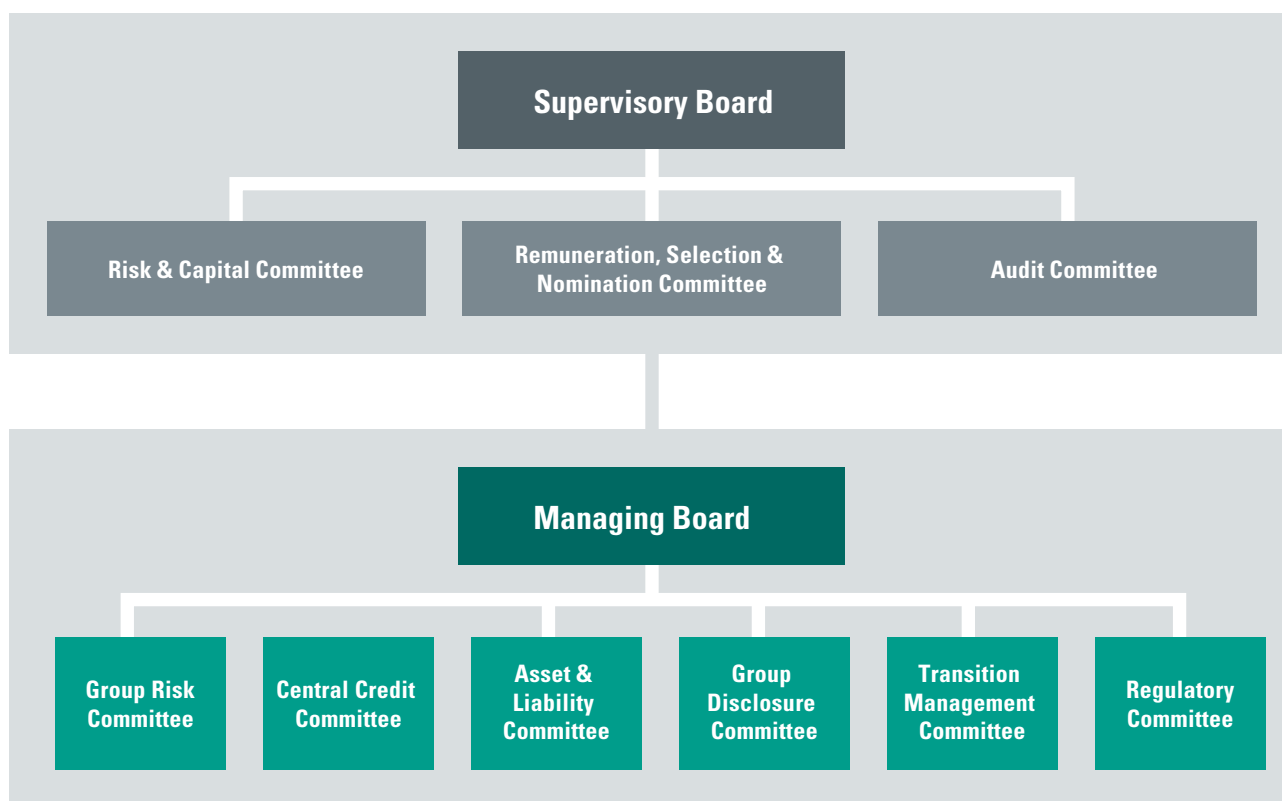 Supervisory Board
Risk & Capital Committee
Remuneration, Selection &
Nomination Committee
Audit Committee
Managing Board
Group Risk
Committee
Central Credit
Committee
Asset &
Liability
Committee
Group
Disclosure
Committee
Transition
Management
Committee
Regulatory
Committee